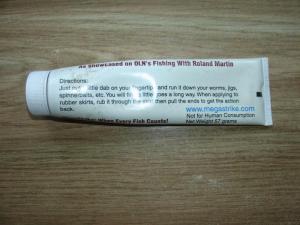 As Showcased on OLN's Fishing With Roland Martin
Directions:
Just put a little dab on your fingertip and run it down your worms, jigs,
spinnerbaits, etc. You will find a little goes a long way. When applying to
rubber skirts, rub it through the skirt then pull the ends to get the action
back.
www.megastrike.com
Not for Human Consumption
When Every Fish Counts!
Net Weight 57 grams